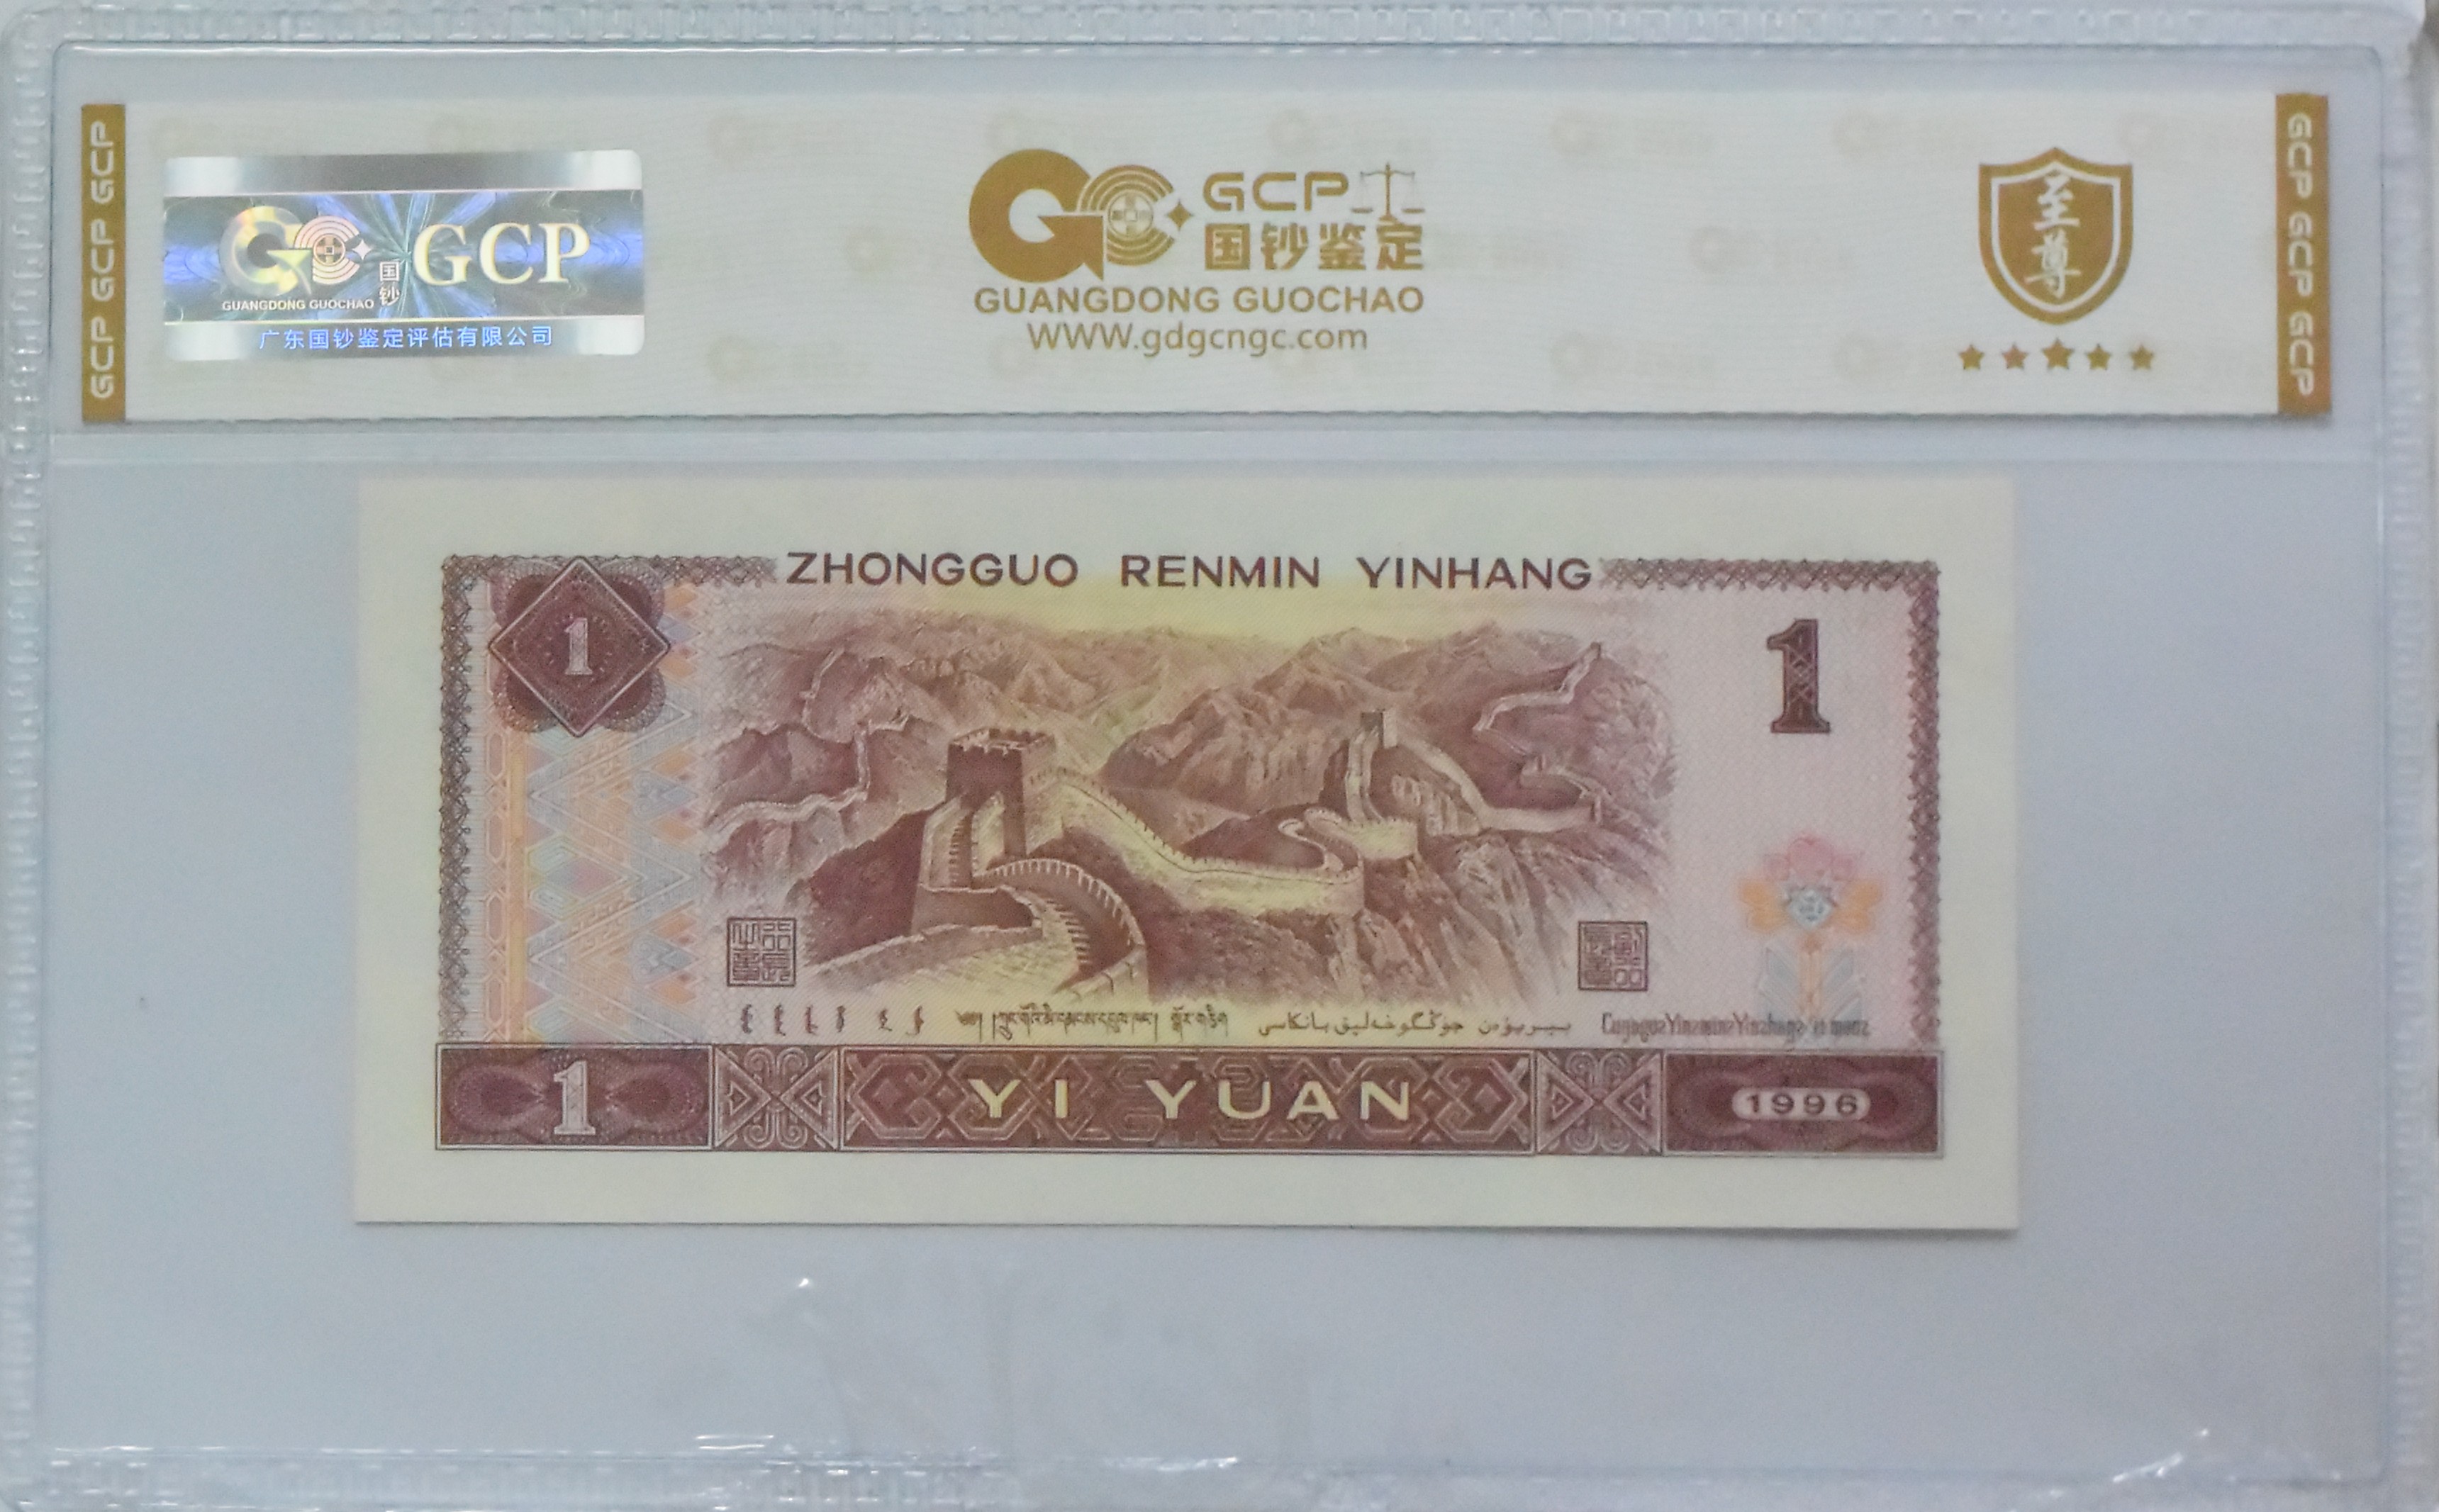 GCP GCP GCP
GCP
国钞
GUANGDONG GUOCHAO
广东国钞鉴定评估有限公司
GCP
国钞鉴定
GUANGDONG GUOCHAO
WWW.gdgcngc.com
至尊
GCP GCP GCP
ZHONGGUO RENMIN YINHANG
1
1
1
YI YUAN
1996